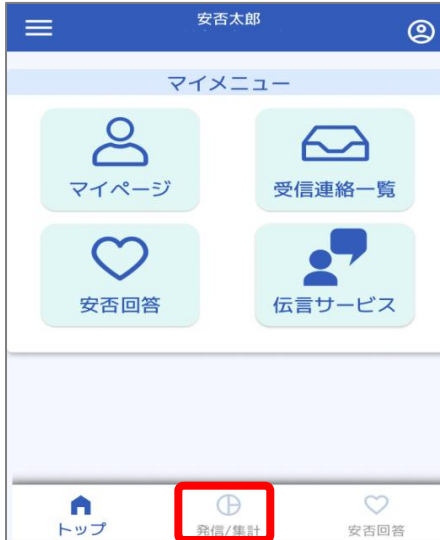 安否太郎
マイメニュー
マイページ
受信連絡一覧
安否回答
伝言サービス
トップ
発信/集計
安否回答